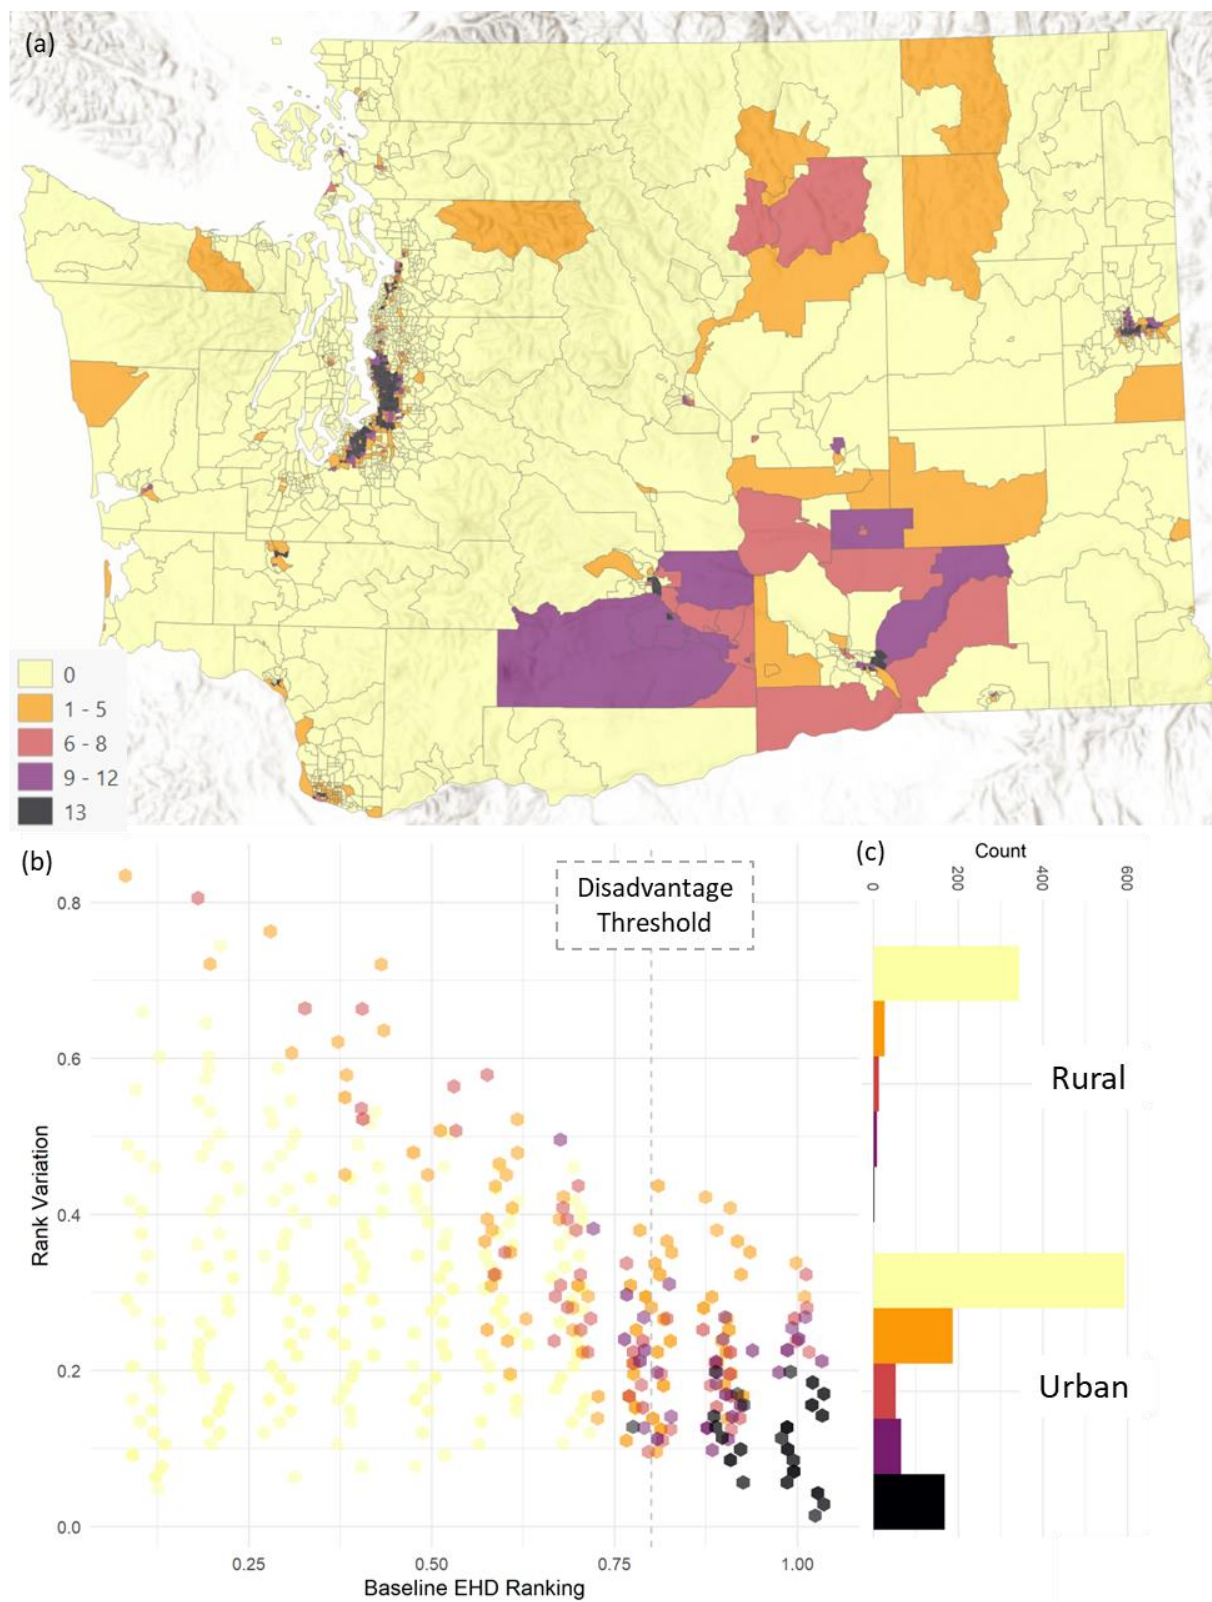 (a)
0
1 - 5
6 - 8
9 - 12
13
(b)
Disadvantage
Threshold
0.8
0.6
0.4
0.2
0.0
Rank Variation
0.25
0.50
0.75
1.00
Baseline EHD Ranking
(c)
Count
0
200
400
600
Rural
Urban